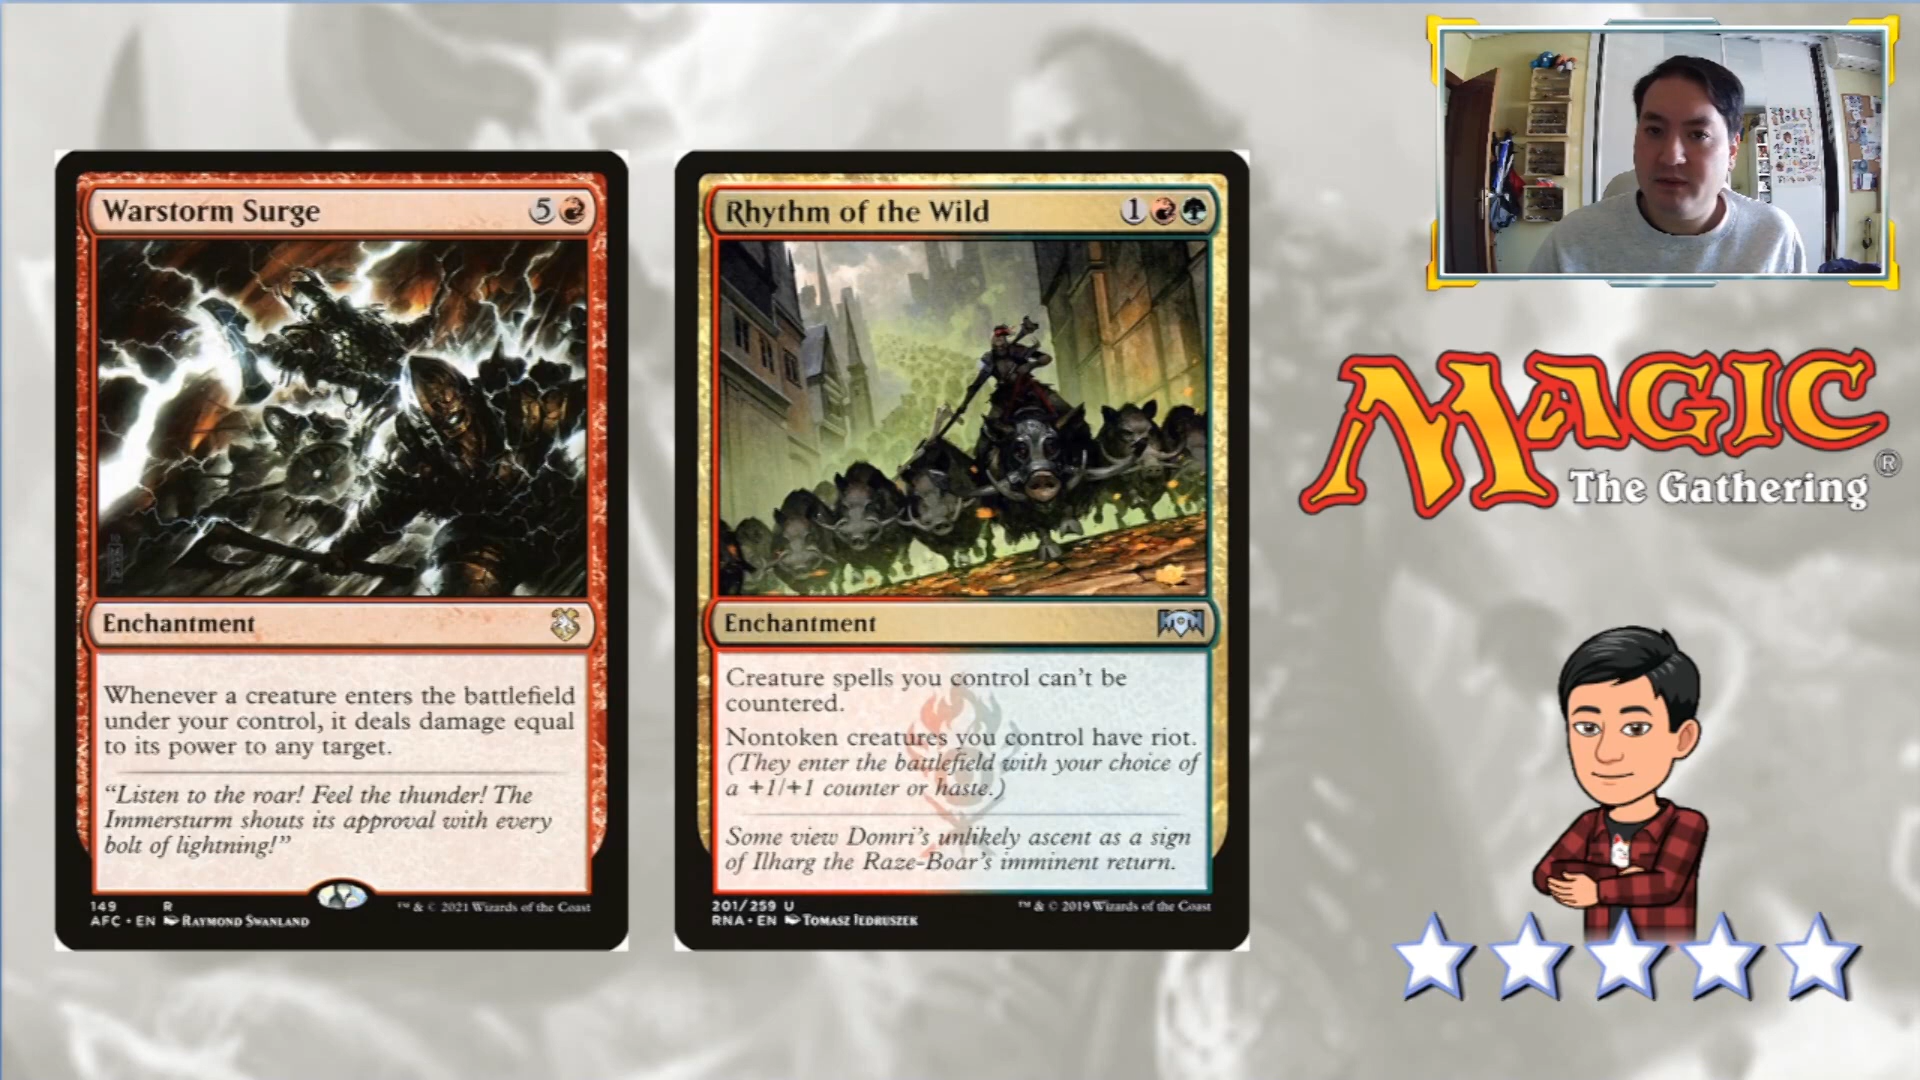 Warstorm Surge 5
Enchantment
Whenever a creature enters the battlefield
under your control, it deals damage equal
to its power to any target.
“Listen to the roar! Feel the thunder! The
Immersturm shouts its approval with every
bolt of lightning!”
149 R
AFC • EN RAYMOND SWANLAND
™ & © 2021 Wizards of the Coast
Rhythm of the Wild 1
Enchantment
Creature spells you control can’t be
countered.
Nontoken creatures you control have riot.
(They enter the battlefield with your choice of
a +1/+1 counter or haste.)
Some view Domri’s unlikely ascent as a sign
of Ilharg the Raze-Boar’s imminent return.
201/259 U
RNA • EN TOMASZ JEDRUSZEK
™ & © 2019 Wizards of the Coast
MAGIC
The Gathering®